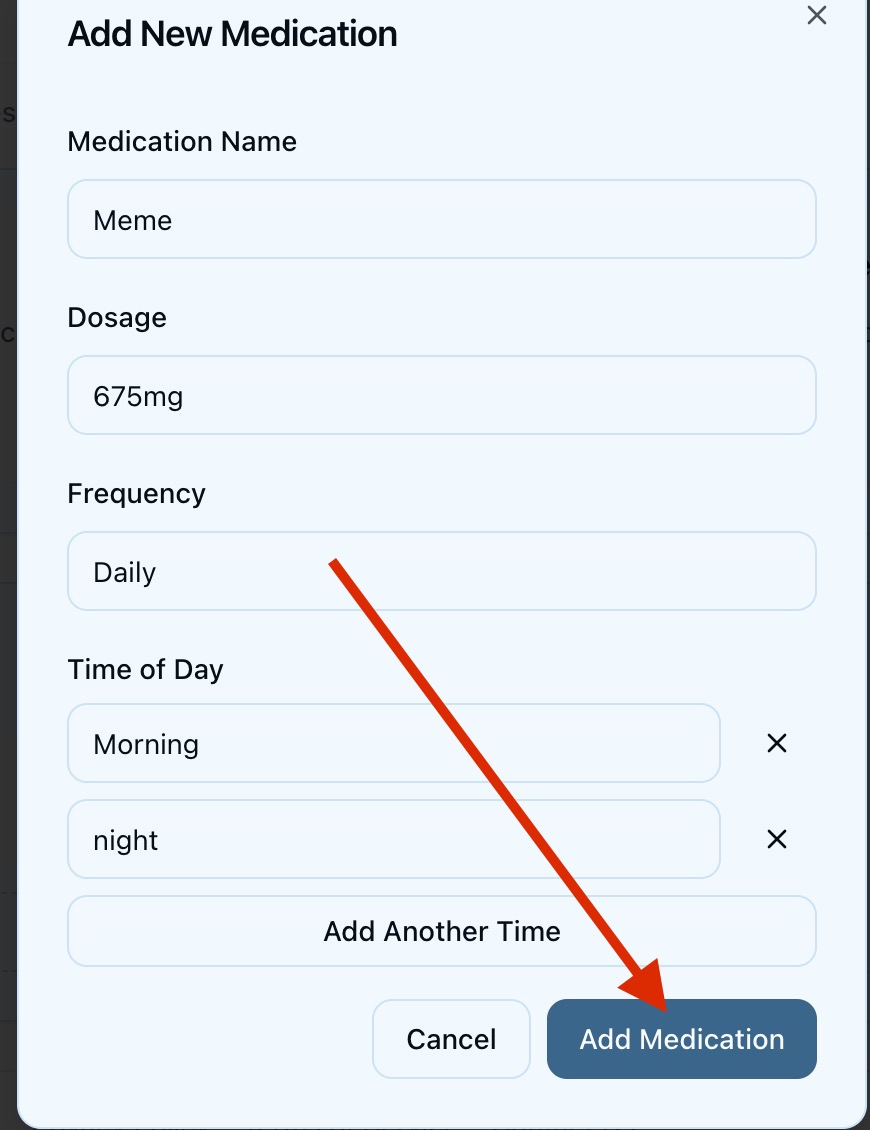 Add New Medication
Medication Name
Meme
Dosage
675mg
Frequency
Daily
Time of Day
Morning
night
Add Another Time
Cancel
Add Medication